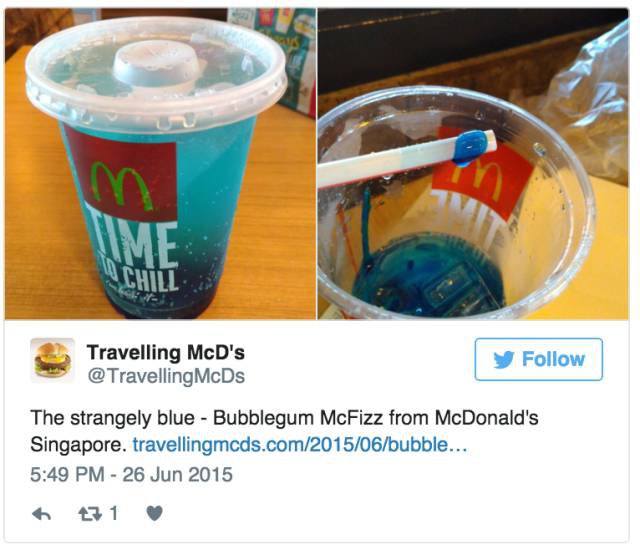 M
TIME
TO CHILL
M
TIME
Travelling McD's
@TravellingMcDs
Follow
The strangely blue - Bubblegum McFizz from McDonald's
Singapore. travellingmcds.com/2015/06/bubble…
5:49 PM - 26 Jun 2015
1